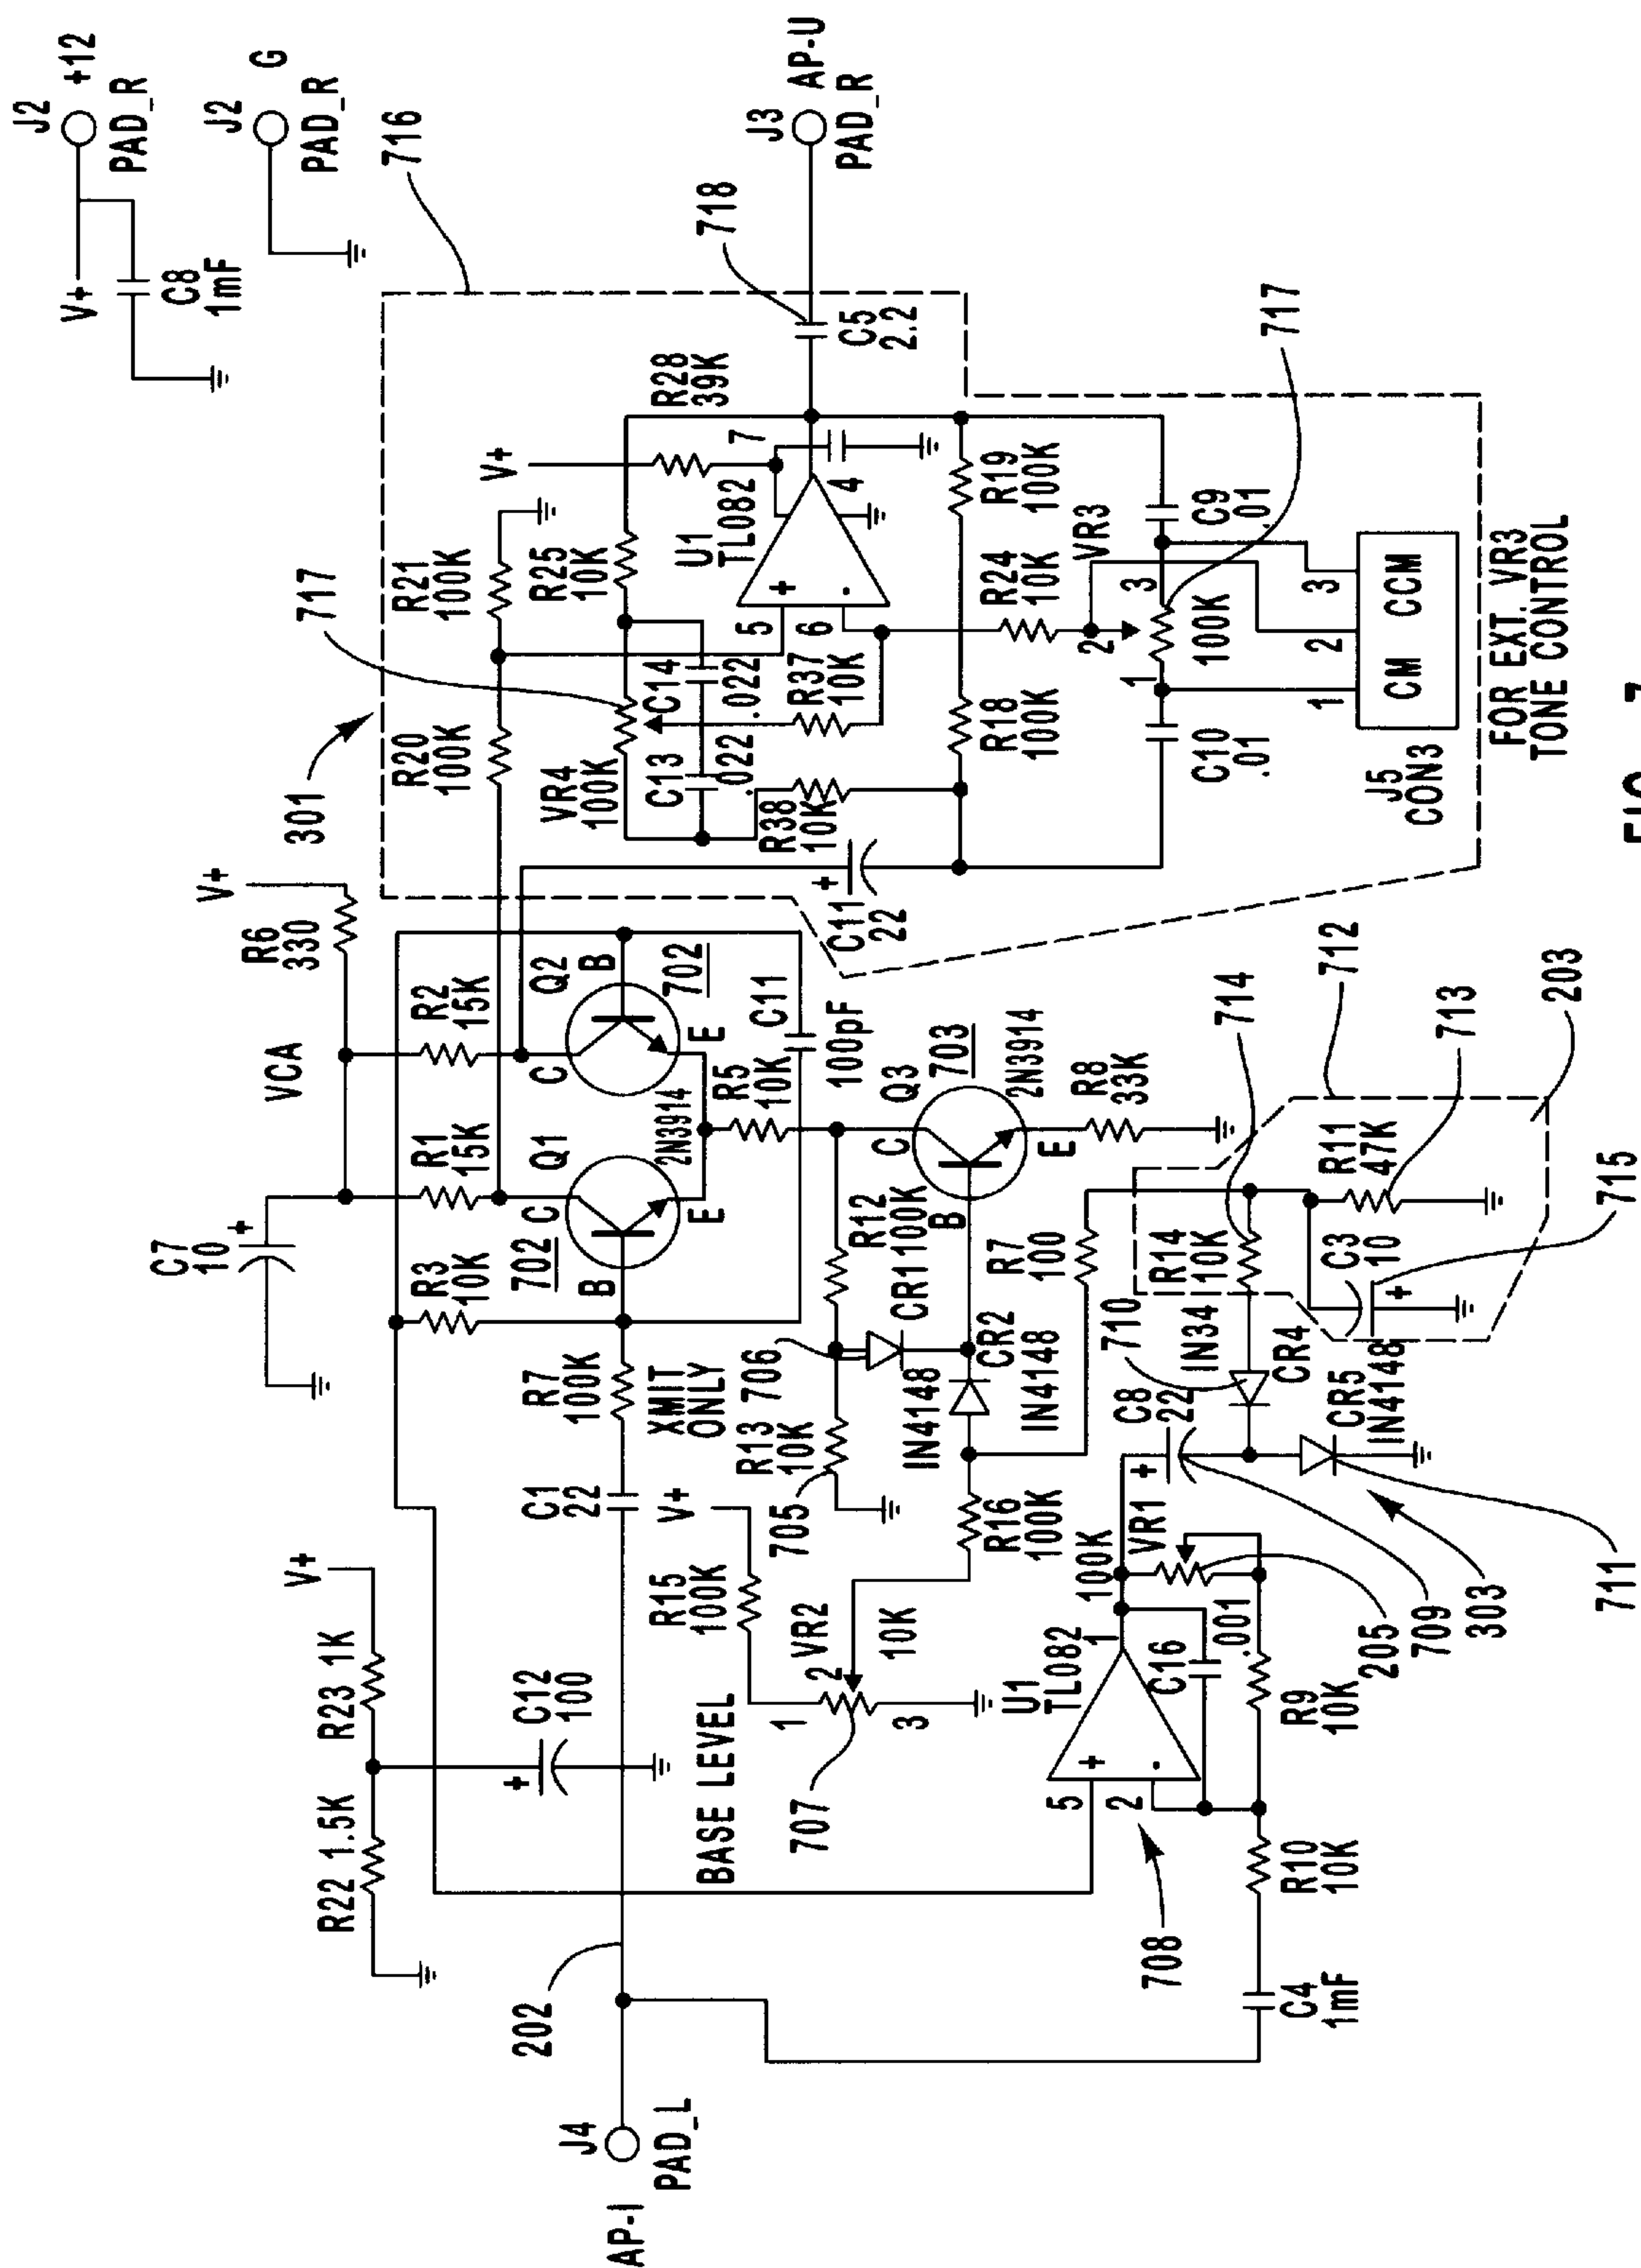 J2
+12
PAD_R
V+
C8
1mF
J2
G
PAD_R
716
718
J3
AP-U
PAD_R
C5
2.2
301
717
R21
100K
R20
100K
V+
R28
39K
R25
10K
VR4
100K
C14
.022
C13
.022
U1
TL082
7
4
5
6
+
-
R37
10K
R38
10K
R19
100K
R18
100K
R24
10K
VR3
717
C11
22
+
1
2
3
100K
C9
.01
C10
.01
1
2
3
CM
CCM
J5
CON3
FOR EXT. VR3
TONE CONTROL
FIG. 7
V+
R6
330
VCA
C7
10
+
R2
15K
R1
15K
R3
10K
Q2
B
C
E
702
Q1
C
B
E
702
2N3914
R5
10K
C11
100pF
R7
100K
XMIT
ONLY
C1
22
V+
R23 1K
R22 1.5K
C12
100
+
202
J4
PAD_L
AP-I
BASE LEVEL
V+
R15
100K
VR2
1
2
3
10K
707
R13
10K
705
706
R12
100K
CR1
IN4148
CR2
IN4148
Q3
703
C
B
E
2N3914
R8
33K
R7
100
R16
100K
714
712
203
713
R11
47K
715
R14
10K
C3
10
+
710
IN34
CR4
C8
22
+
CR5
IN4148
711
303
709
205
100K
VR1
U1
TL082
1
5
2
+
-
C16
.001
R9
10K
R10
10K
708
C4
1mF